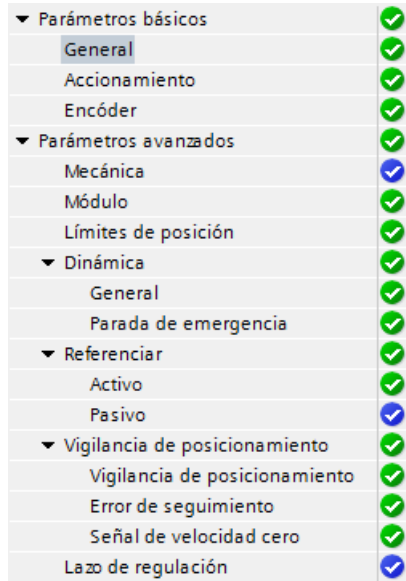 Parámetros básicos
General
Accionamiento
Encóder
Parámetros avanzados
Mecánica
Módulo
Límites de posición
Dinámica
General
Parada de emergencia
Referenciar
Activo
Pasivo
Vigilancia de posicionamiento
Vigilancia de posicionamiento
Error de seguimiento
Señal de velocidad cero
Lazo de regulación